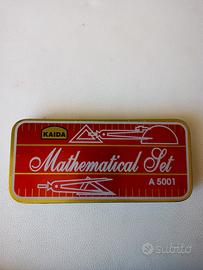 KAIDA
Mathematical Set
A 5001
subito